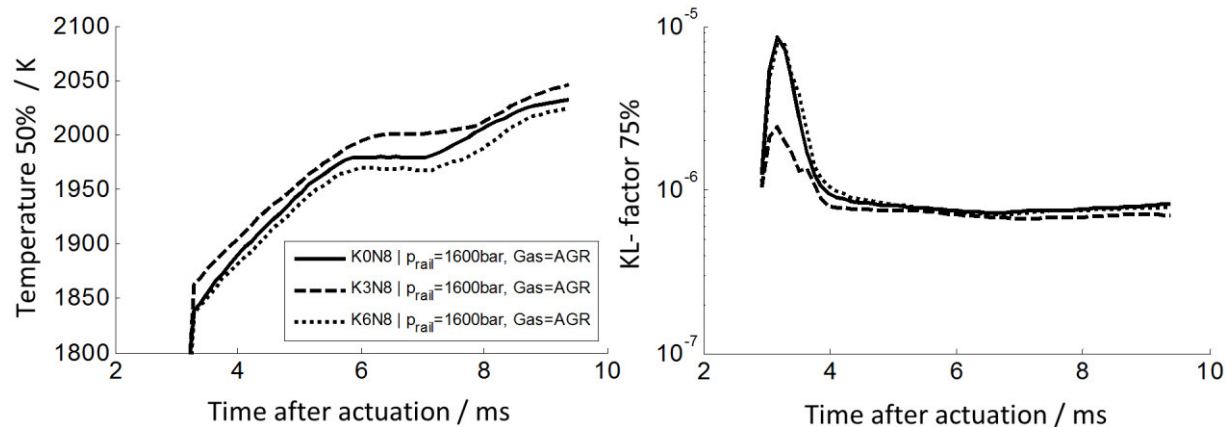 Temperature 50% / K
2100
2050
2000
1950
1900
1850
1800
K0N8 | p_rail=1600bar, Gas=AGR
K3N8 | p_rail=1600bar, Gas=AGR
K6N8 | p_rail=1600bar, Gas=AGR
2 4 6 8 10
Time after actuation / ms
KL- factor 75%
10^-5
10^-6
10^-7
2 4 6 8 10
Time after actuation / ms